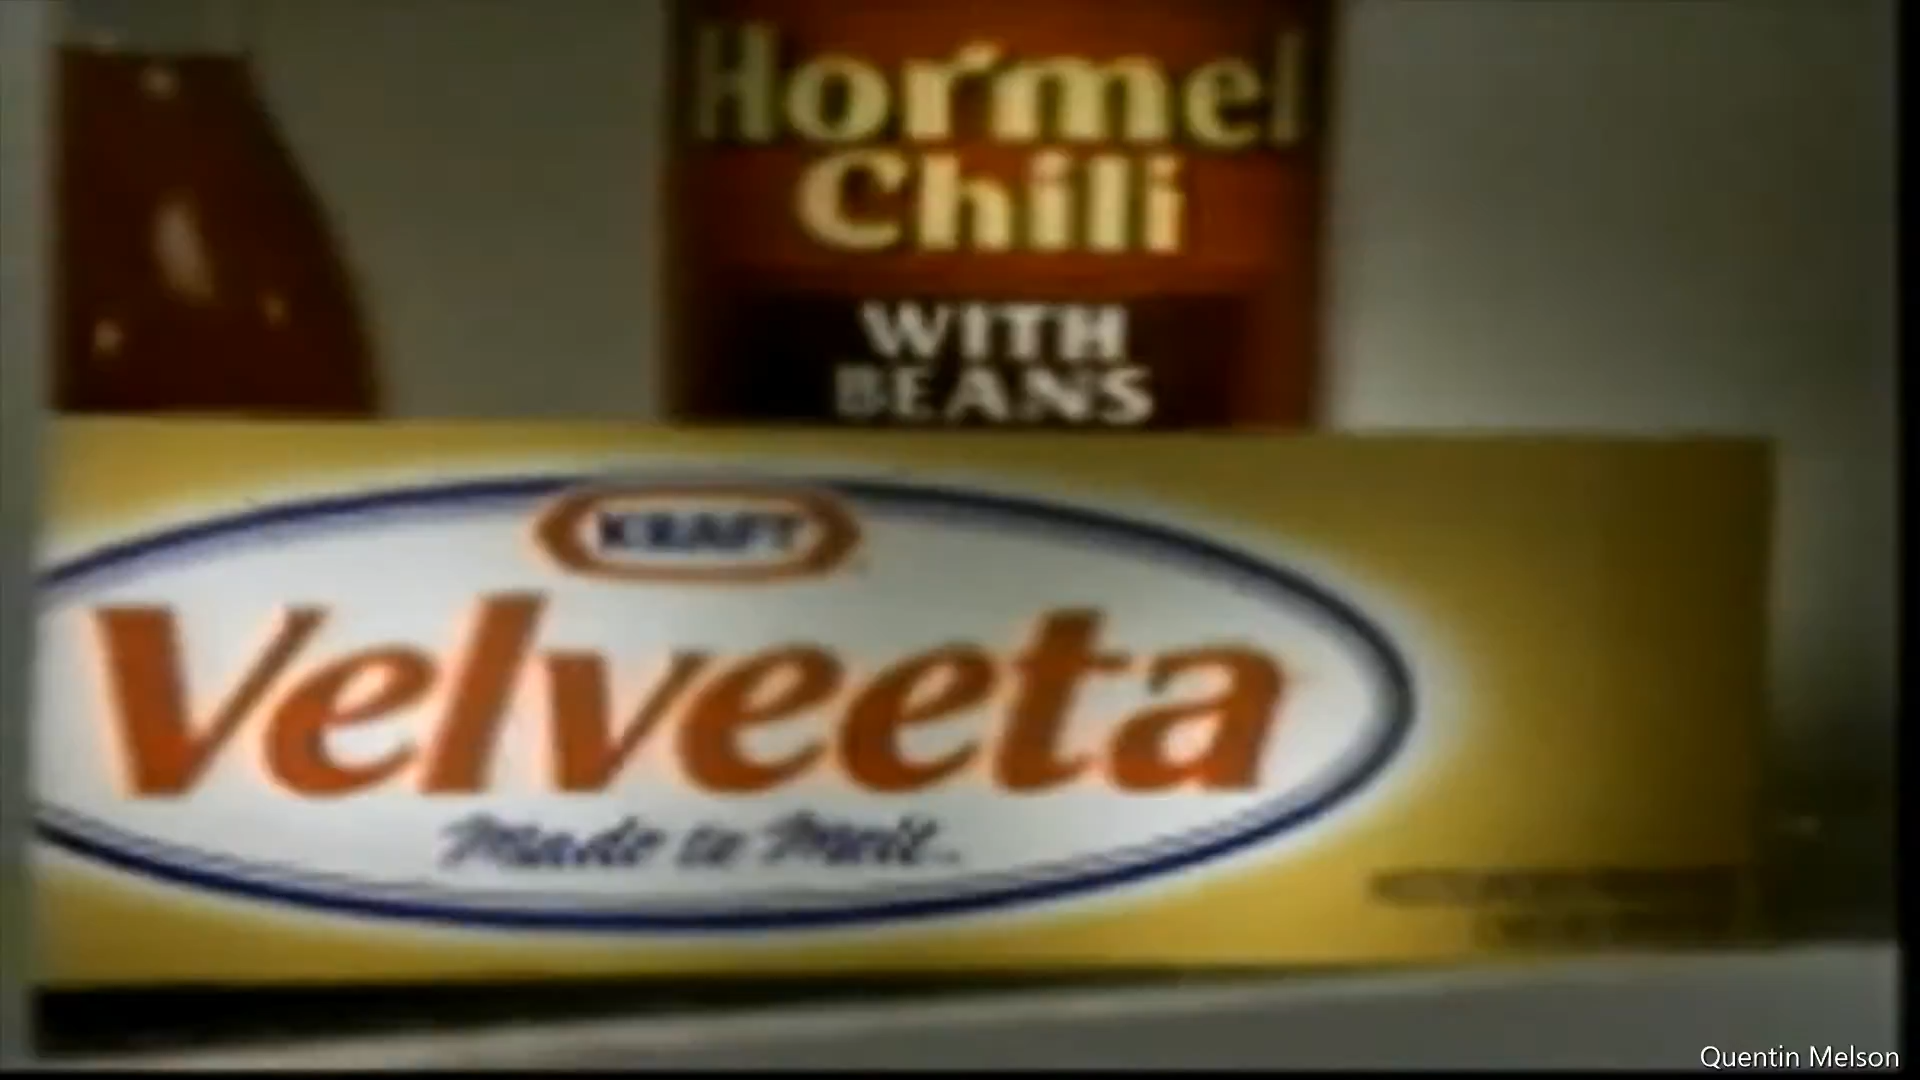 Hormel
Chili
WITH
BEANS
KRAFT
Velveeta
Made to Melt..
Quentin Melson